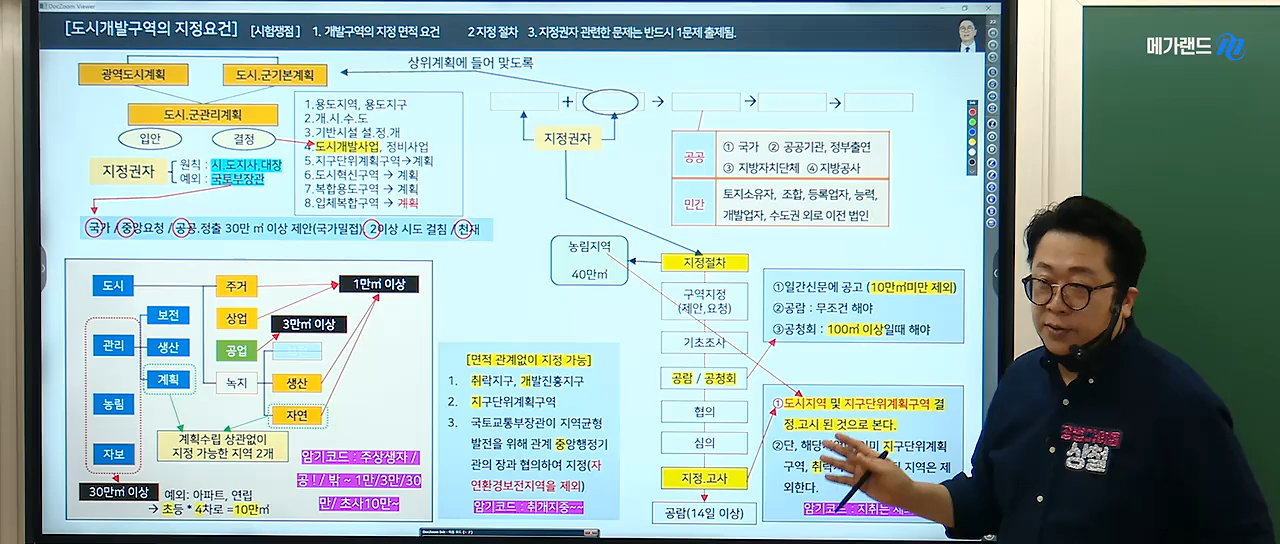 DocZoom Viewer
[도시개발구역의 지정요건] [시험쟁점] 1. 개발구역의 지정 면적 요건 2 지정 절차 3. 지정권자 관련한 문제는 반드시 1문제 출제됨.
메가랜드
광역도시계획
도시.군기본계획
상위계획에 들어 맞도록
도시.군관리계획
입안
결정
지정권자
원칙 : 시.도지사.대장
예외 : 국토부장관
1.용도지역, 용도지구
2.개.시.수.도
3.기반시설 설.정.개
4.도시개발사업, 정비사업
5.지구단위계획구역→계획
6.도시혁신구역 → 계획
7.복합용도구역 → 계획
8.입체복합구역 → 계획
국가 / 중앙요청 / 공공.정출 30만 ㎡ 이상 제안(국가밀접), 2이상 시도 걸침 / 천재
+
지정권자
공공
① 국가 ② 공공기관, 정부출연
③ 지방자치단체 ④ 지방공사
민간
토지소유자, 조합, 등록업자, 능력,
개발업자, 수도권 외로 이전 법인
도시
관리
농림
자보
보전
생산
계획
주거
상업
공업
녹지
생산
자연
1만㎡ 이상
3만㎡ 이상
계획수립 상관없이
지정 가능한 지역 2개
30만㎡ 이상
예외: 아파트, 연립
→ 초등 * 4차로 =10만㎡
암기코드 : 주상생자 /
공 ! / 밖 ~ 1만/3만/30
만/ 초사10만~
[면적 관계없이 지정 가능]
1. 취락지구, 개발진흥지구
2. 지구단위계획구역
3. 국토교통부장관이 지역균형
발전을 위해 관계 중앙행정기
관의 장과 협의하여 지정(자
연환경보전지역을 제외)
암기코드 : 취개지중~~
농림지역
40만㎡
지정절차
구역지정
(제안,요청)
기초조사
공람 / 공청회
협의
심의
지정.고시
공람(14일 이상)
①일간신문에 공고 (10만㎡미만 제외)
②공람 : 무조건 해야
③공청회 : 100㎡ 이상일때 해야
①도시지역 및 지구단위계획구역 결
정.고시 된 것으로 본다.
②단, 해당 지구단위계획
구역, 취 지역은 제
외한다.
암기코드 : 지취는
상철